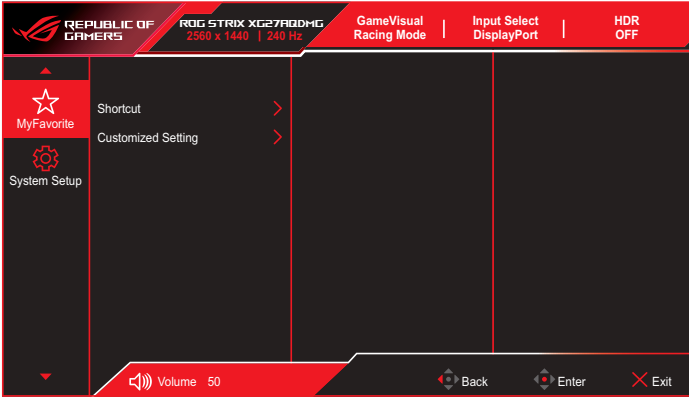 REPUBLIC OF
GAMERS
ROG STRIX XG27AQDMG
2560 x 1440 | 240 Hz
GameVisual
Racing Mode
Input Select
DisplayPort
HDR
OFF
MyFavorite
System Setup
Shortcut
Customized Setting
Volume 50
Back
Enter
Exit